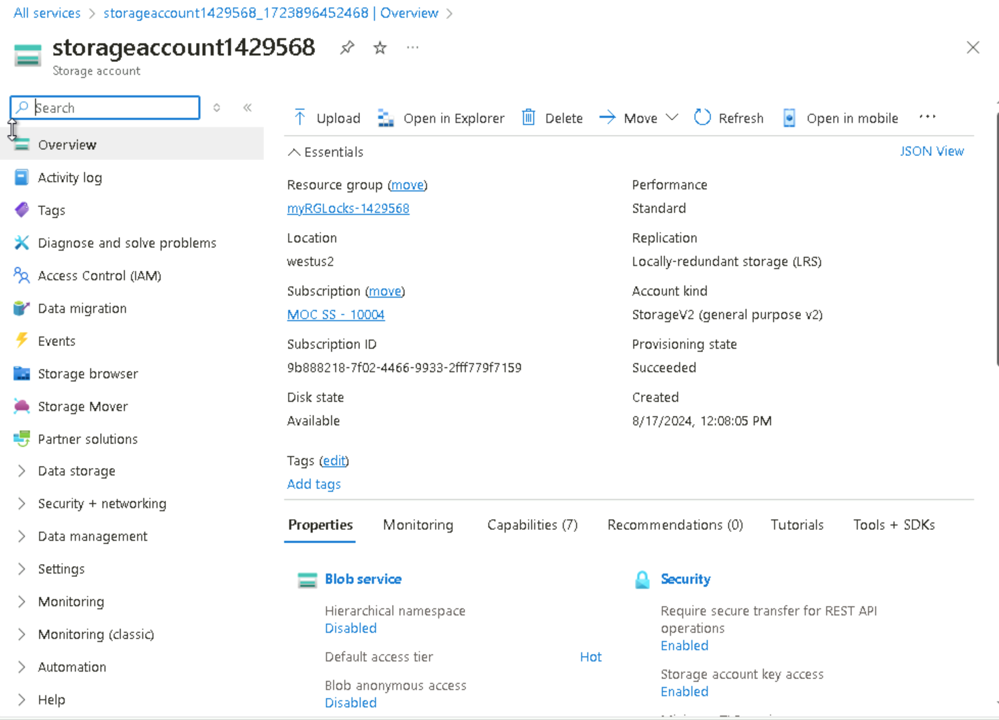 All services > storageaccount1429568_1723896452468 | Overview >
storageaccount1429568
Storage account
Search
Overview
Activity log
Tags
Diagnose and solve problems
Access Control (IAM)
Data migration
Events
Storage browser
Storage Mover
Partner solutions
Data storage
Security + networking
Data management
Settings
Monitoring
Monitoring (classic)
Automation
Help
Upload Open in Explorer Delete Move Refresh Open in mobile ...
Essentials
JSON View
Resource group (move)
myRGLocks-1429568
Location
westus2
Subscription (move)
MOC SS - 10004
Subscription ID
9b888218-7f02-4466-9933-2fff779f7159
Disk state
Available
Performance
Standard
Replication
Locally-redundant storage (LRS)
Account kind
StorageV2 (general purpose v2)
Provisioning state
Succeeded
Created
8/17/2024, 12:08:05 PM
Tags (edit)
Add tags
Properties Monitoring Capabilities (7) Recommendations (0) Tutorials Tools + SDKs
Blob service
Hierarchical namespace
Disabled
Default access tier Hot
Blob anonymous access
Disabled
Security
Require secure transfer for REST API
operations
Enabled
Storage account key access
Enabled